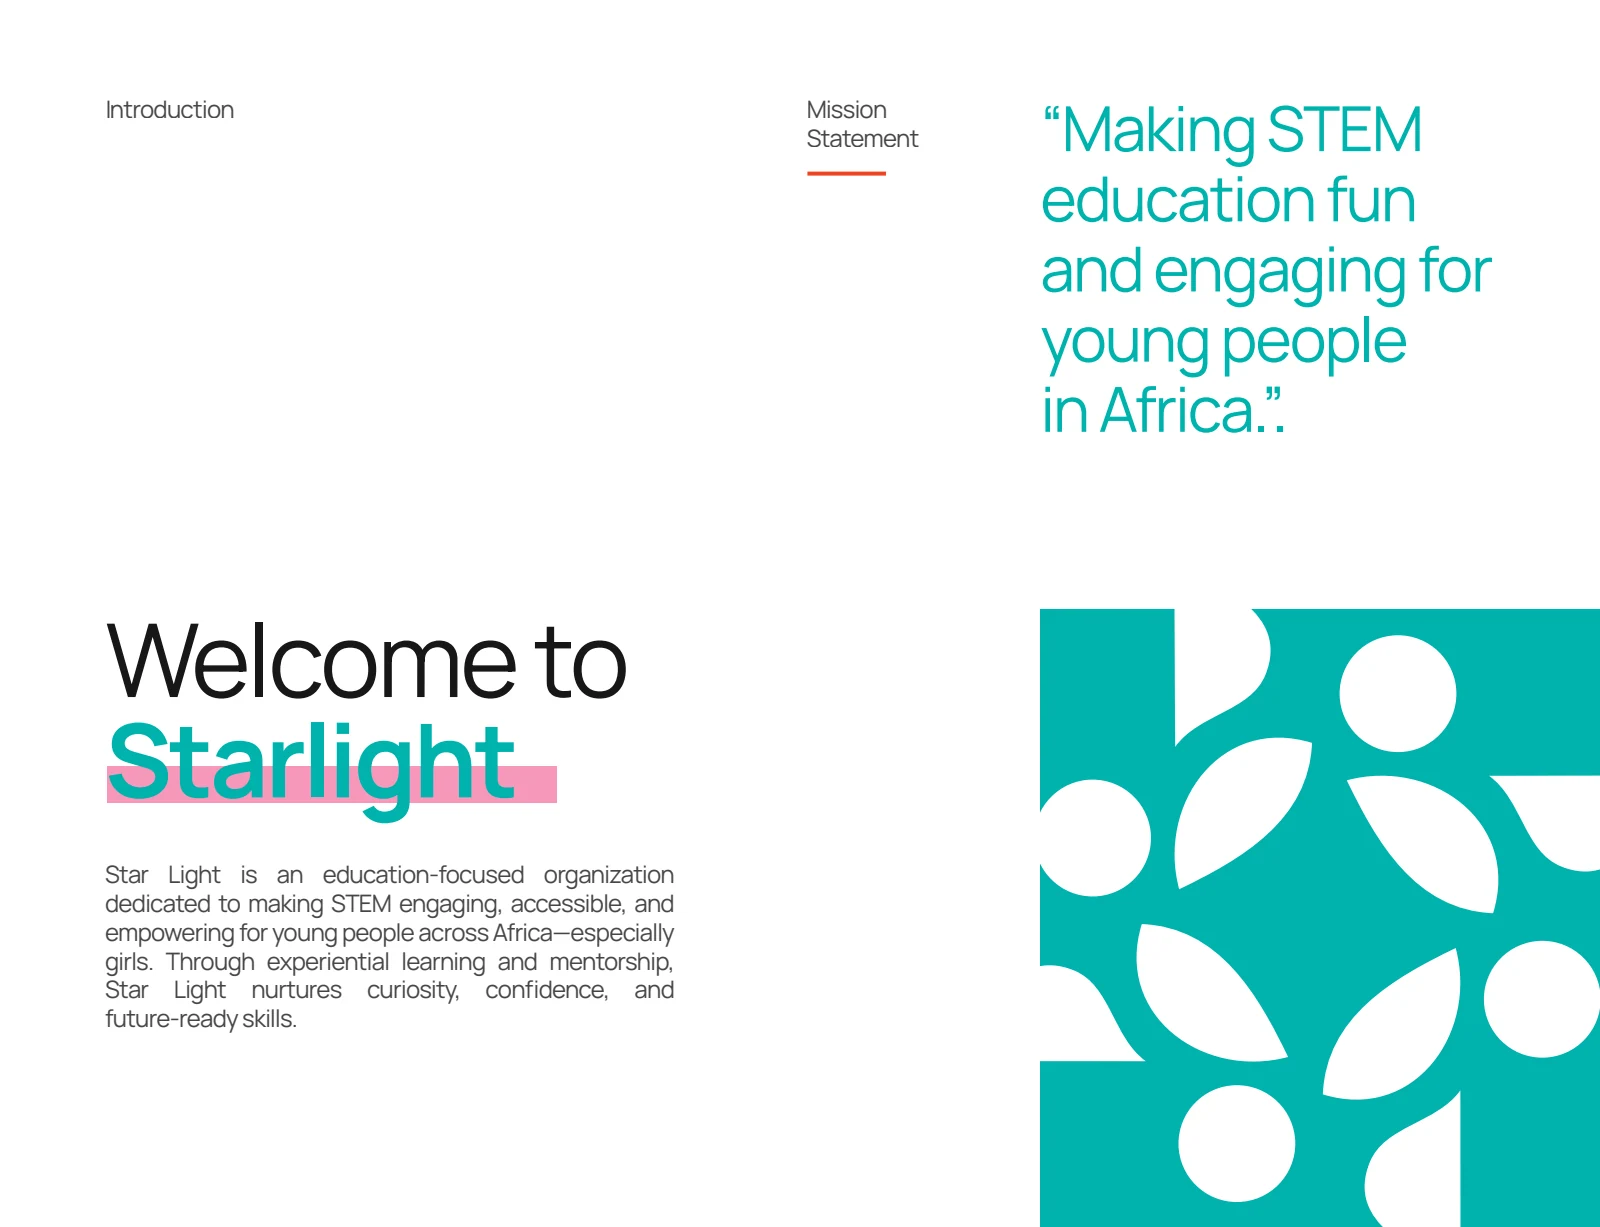 Introduction
Mission
Statement
“Making STEM
education fun
and engaging for
young people
in Africa.”.
Welcome to
Starlight
Star Light is an education-focused organization
dedicated to making STEM engaging, accessible, and
empowering for young people across Africa—especially
girls. Through experiential learning and mentorship,
Star Light nurtures curiosity, confidence, and
future-ready skills.